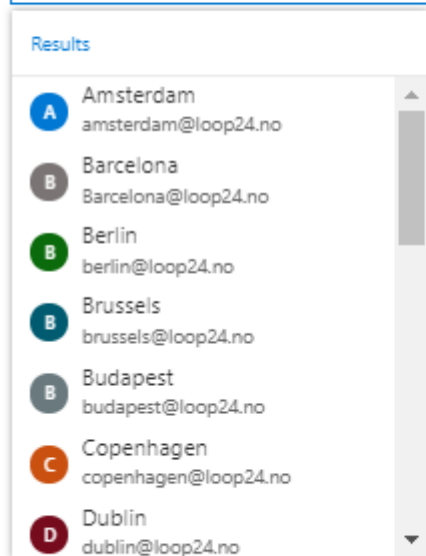 Results
A
Amsterdam
amsterdam@loop24.no
B
Barcelona
Barcelona@loop24.no
B
Berlin
berlin@loop24.no
B
Brussels
brussels@loop24.no
B
Budapest
budapest@loop24.no
C
Copenhagen
copenhagen@loop24.no
D
Dublin
dublin@loop24.no